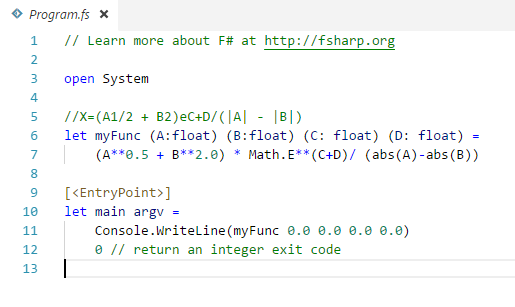 Program.fs
1 // Learn more about F# at http://fsharp.org
2
3 open System
4
5 //X=(A1/2 + B2)eC+D/(|A| - |B|)
6 let myFunc (A:float) (B:float) (C: float) (D: float) =
7     (A**0.5 + B**2.0) * Math.E**(C+D)/ (abs(A)-abs(B))
8
9 [<EntryPoint>]
10 let main argv =
11     Console.WriteLine(myFunc 0.0 0.0 0.0 0.0)
12     0 // return an integer exit code
13